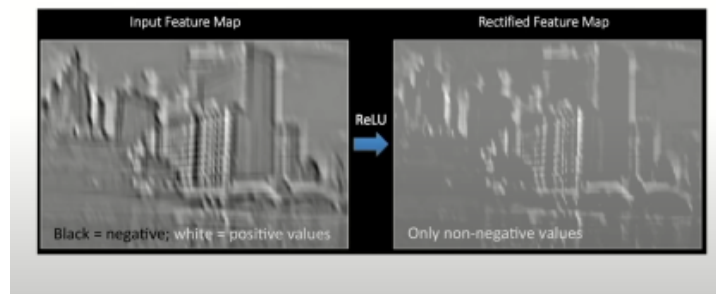 Input Feature Map
Rectified Feature Map
ReLU
Black = negative; white = positive values
Only non-negative values